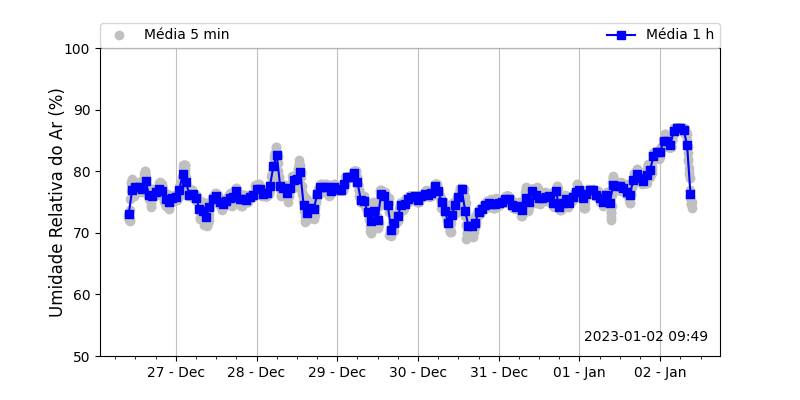 Média 5 min
Média 1 h
Umidade Relativa do Ar (%)
100
90
80
70
60
50
2023-01-02 09:49
27 - Dec
28 - Dec
29 - Dec
30 - Dec
31 - Dec
01 - Jan
02 - Jan